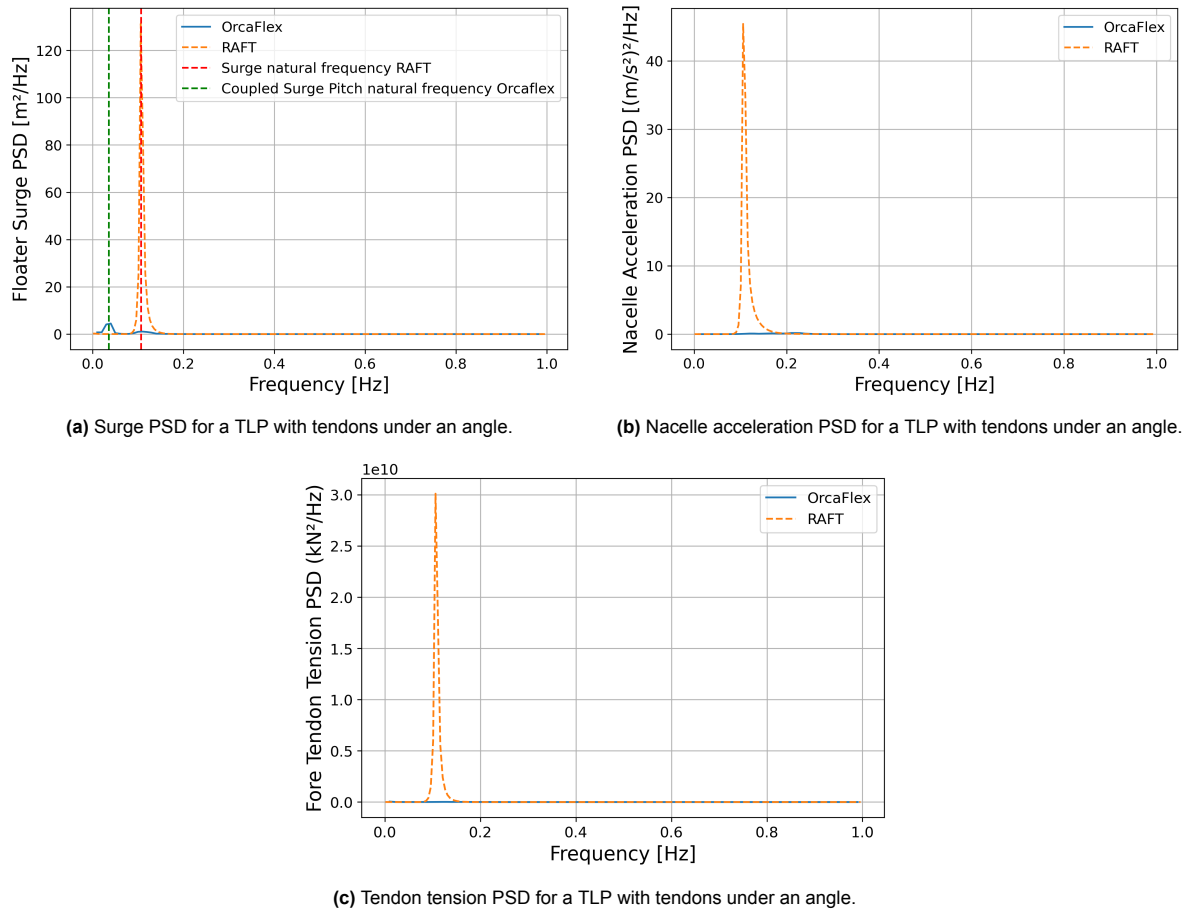 OrcaFlex
RAFT
Surge natural frequency RAFT
Coupled Surge Pitch natural frequency Orcaflex
Floater Surge PSD [m²/Hz]
120
100
80
60
40
20
0
0.0 0.2 0.4 0.6 0.8 1.0
Frequency [Hz]
(a) Surge PSD for a TLP with tendons under an angle.
OrcaFlex
RAFT
Nacelle Acceleration PSD [(m/s²)²/Hz]
40
30
20
10
0
0.0 0.2 0.4 0.6 0.8 1.0
Frequency [Hz]
(b) Nacelle acceleration PSD for a TLP with tendons under an angle.
1e10
OrcaFlex
RAFT
Fore Tendon Tension PSD (kN²/Hz)
3.0
2.5
2.0
1.5
1.0
0.5
0.0
0.0 0.2 0.4 0.6 0.8 1.0
Frequency [Hz]
(c) Tendon tension PSD for a TLP with tendons under an angle.